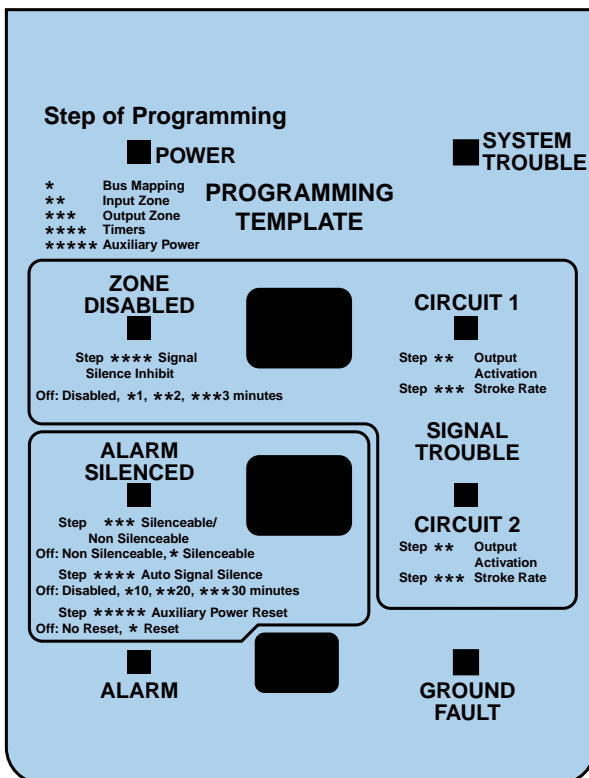 Step of Programming
POWER
SYSTEM
TROUBLE
* Bus Mapping
** Input Zone
*** Output Zone
**** Timers
***** Auxiliary Power
PROGRAMMING
TEMPLATE
ZONE
DISABLED
Step **** Signal
Silence Inhibit
Off: Disabled, *1, **2, ***3 minutes
CIRCUIT 1
Step ** Output
Activation
Step *** Stroke Rate
SIGNAL
TROUBLE
ALARM
SILENCED
Step *** Silenceable/
Non Silenceable
Off: Non Silenceable, * Silenceable
Step **** Auto Signal Silence
Off: Disabled, *10, **20, ***30 minutes
Step ***** Auxiliary Power Reset
Off: No Reset, * Reset
CIRCUIT 2
Step ** Output
Activation
Step *** Stroke Rate
ALARM
GROUND
FAULT